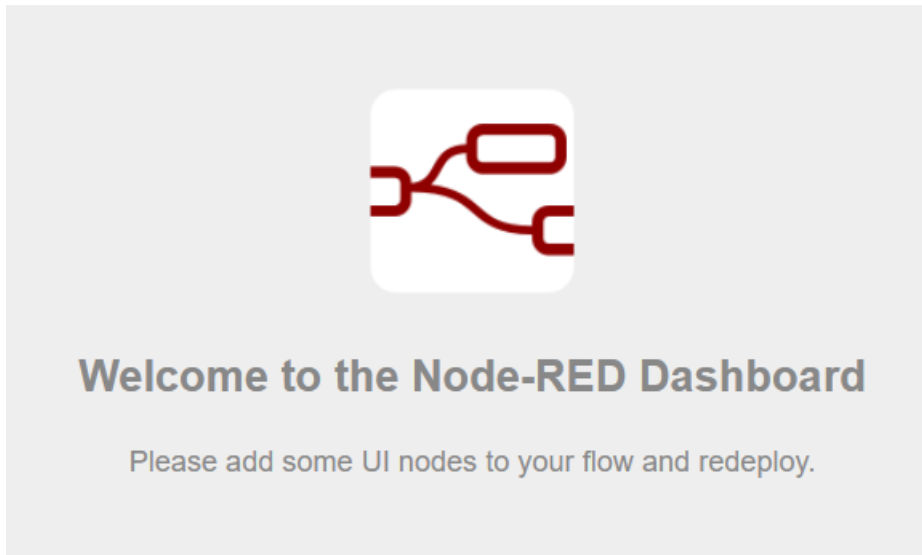 Welcome to the Node-RED Dashboard
Please add some UI nodes to your flow and redeploy.